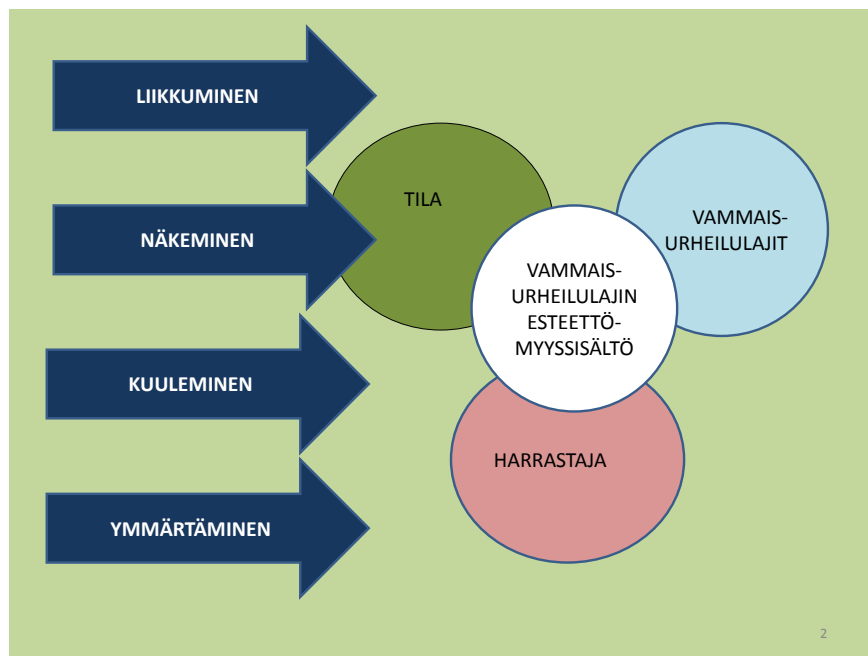 LIIKKUMINEN
NÄKEMINEN
KUULEMINEN
YMMÄRTÄMINEN
TILA
VAMMAIS-
URHEILULAJIT
VAMMAIS-
URHEILULAJIN
ESTEETTÖ-
MYYSSISÄLTÖ
HARRASTAJA
2